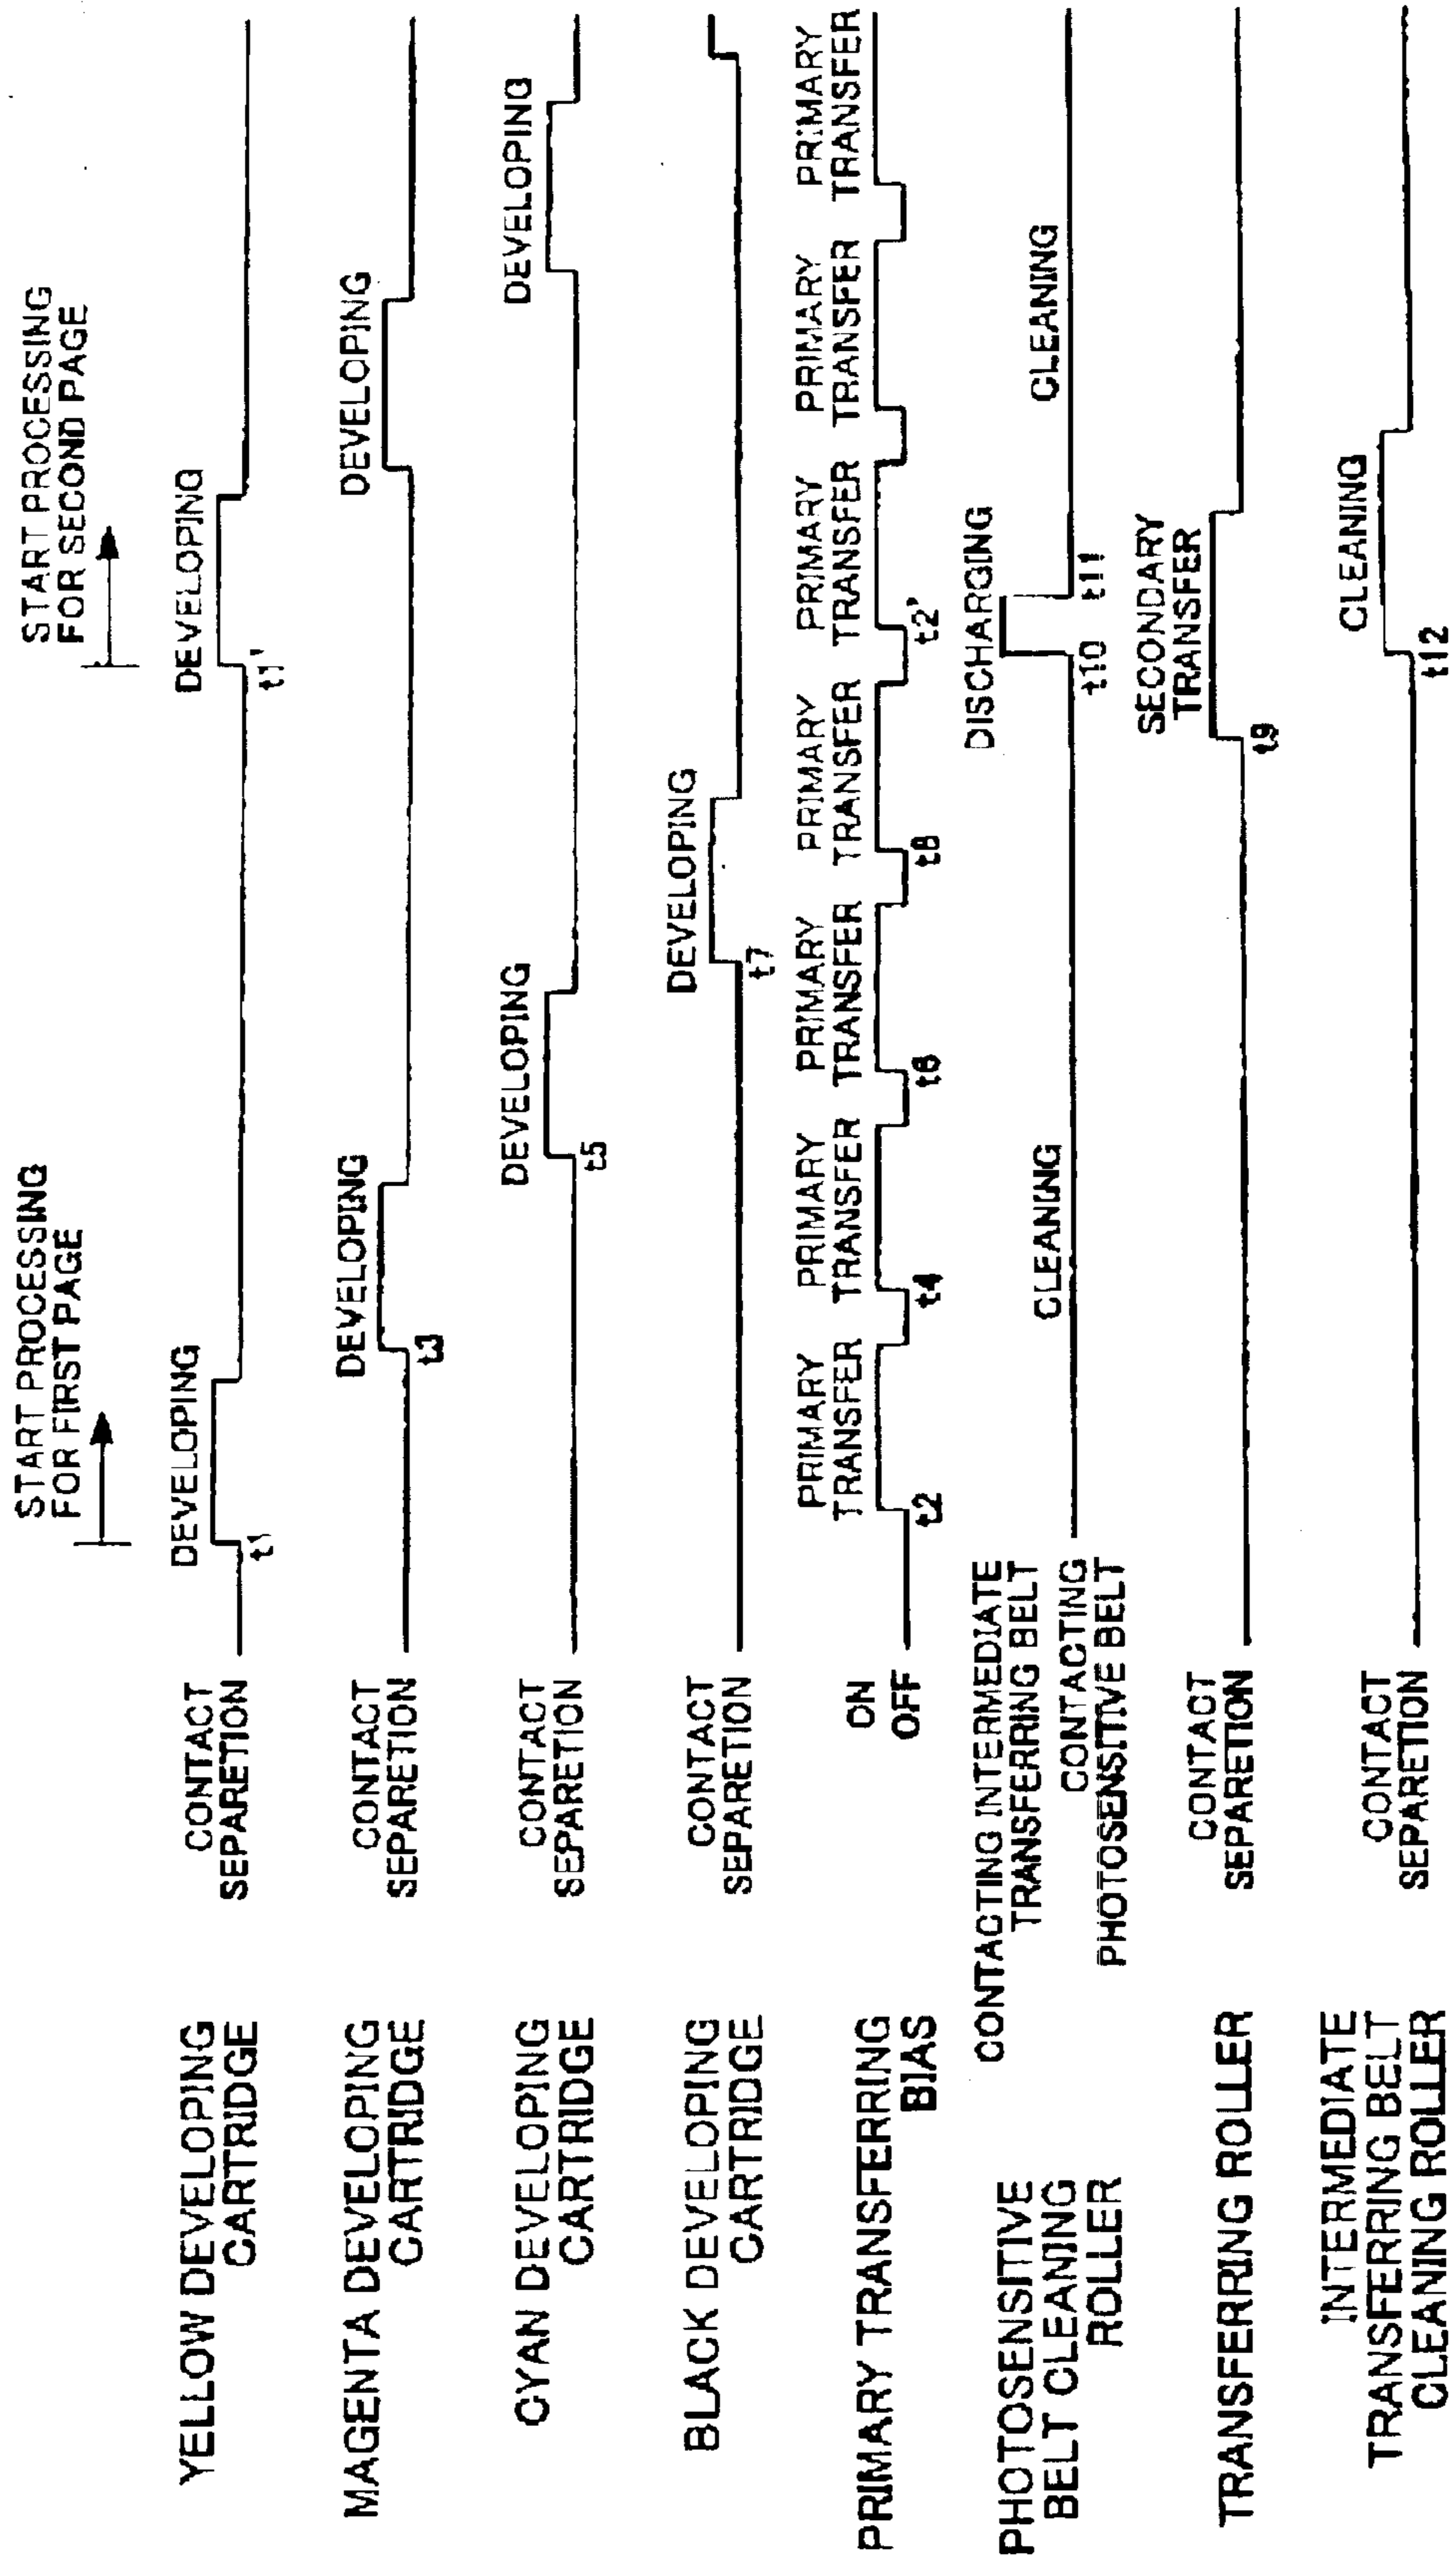 START PROCESSING
FOR FIRST PAGE
START PROCESSING
FOR SECOND PAGE
YELLOW DEVELOPING
CARTRIDGE
CONTACT
SEPARETION
DEVELOPING
t1
DEVELOPING
t1'
MAGENTA DEVELOPING
CARTRIDGE
CONTACT
SEPARETION
DEVELOPING
t3
DEVELOPING
CYAN DEVELOPING
CARTRIDGE
CONTACT
SEPARETION
DEVELOPING
t5
DEVELOPING
BLACK DEVELOPING
CARTRIDGE
CONTACT
SEPARETION
DEVELOPING
t7
PRIMARY TRANSFERRING
BIAS
ON
OFF
PRIMARY
TRANSFER
t2
PRIMARY
TRANSFER
t4
PRIMARY
TRANSFER
t6
PRIMARY
TRANSFER
t8
PRIMARY
TRANSFER
t2'
PRIMARY
TRANSFER
PRIMARY
TRANSFER
PHOTOSENSITIVE
BELT CLEANING
ROLLER
CONTACTING INTERMEDIATE
TRANSFERRING BELT
CONTACTING
PHOTOSENSITIVE BELT
CLEANING
DISCHARGING
t10
t11
CLEANING
TRANSFERRING ROLLER
CONTACT
SEPARETION
SECONDARY
TRANSFER
t9
INTERMEDIATE
TRANSFERRING BELT
CLEANING ROLLER
CONTACT
SEPARETION
CLEANING
t12